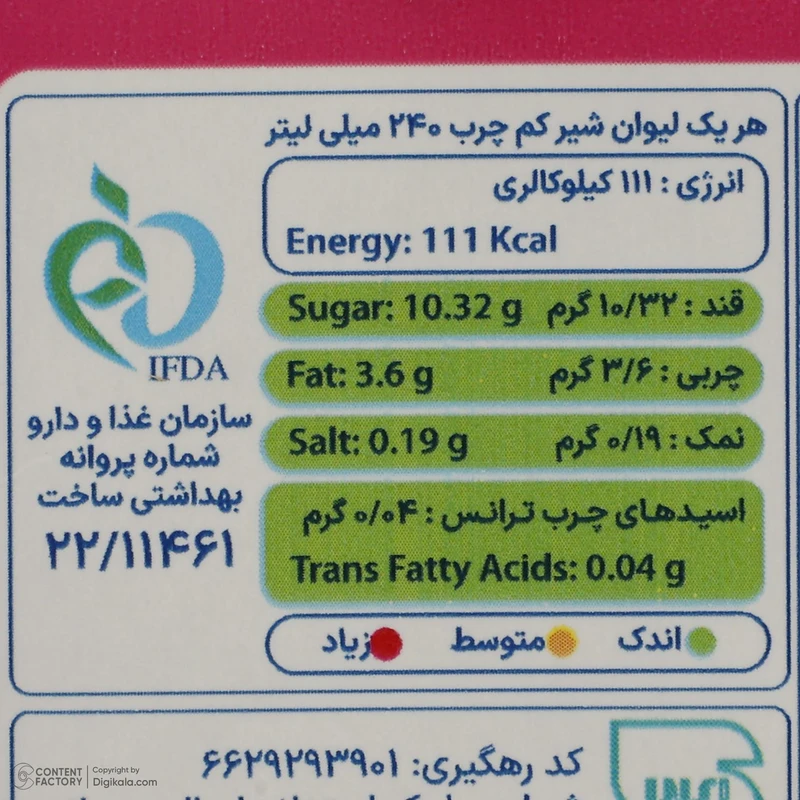 هر یک لیوان شیر کم چرب ۲۴۰ میلی لیتر
انرژی : ۱۱۱ کیلوکالری
Energy: 111 Kcal
قند : ۱۰/۳۲ گرم Sugar: 10.32 g
چربی : ۳/۶ گرم Fat: 3.6 g
نمک : ۰/۱۹ گرم Salt: 0.19 g
اسیدهای چرب ترانس : ۰/۰۴ گرم
Trans Fatty Acids: 0.04 g
اندک متوسط زیاد
IFDA
سازمان غذا و دارو
شماره پروانه
بهداشتی ساخت
۲۲/۱۱۴۶۱
کد رهگیری: ۶۶۲۹۲۹۳۹۰۱
CONTENT FACTORY
Copyright by
Digikala.com